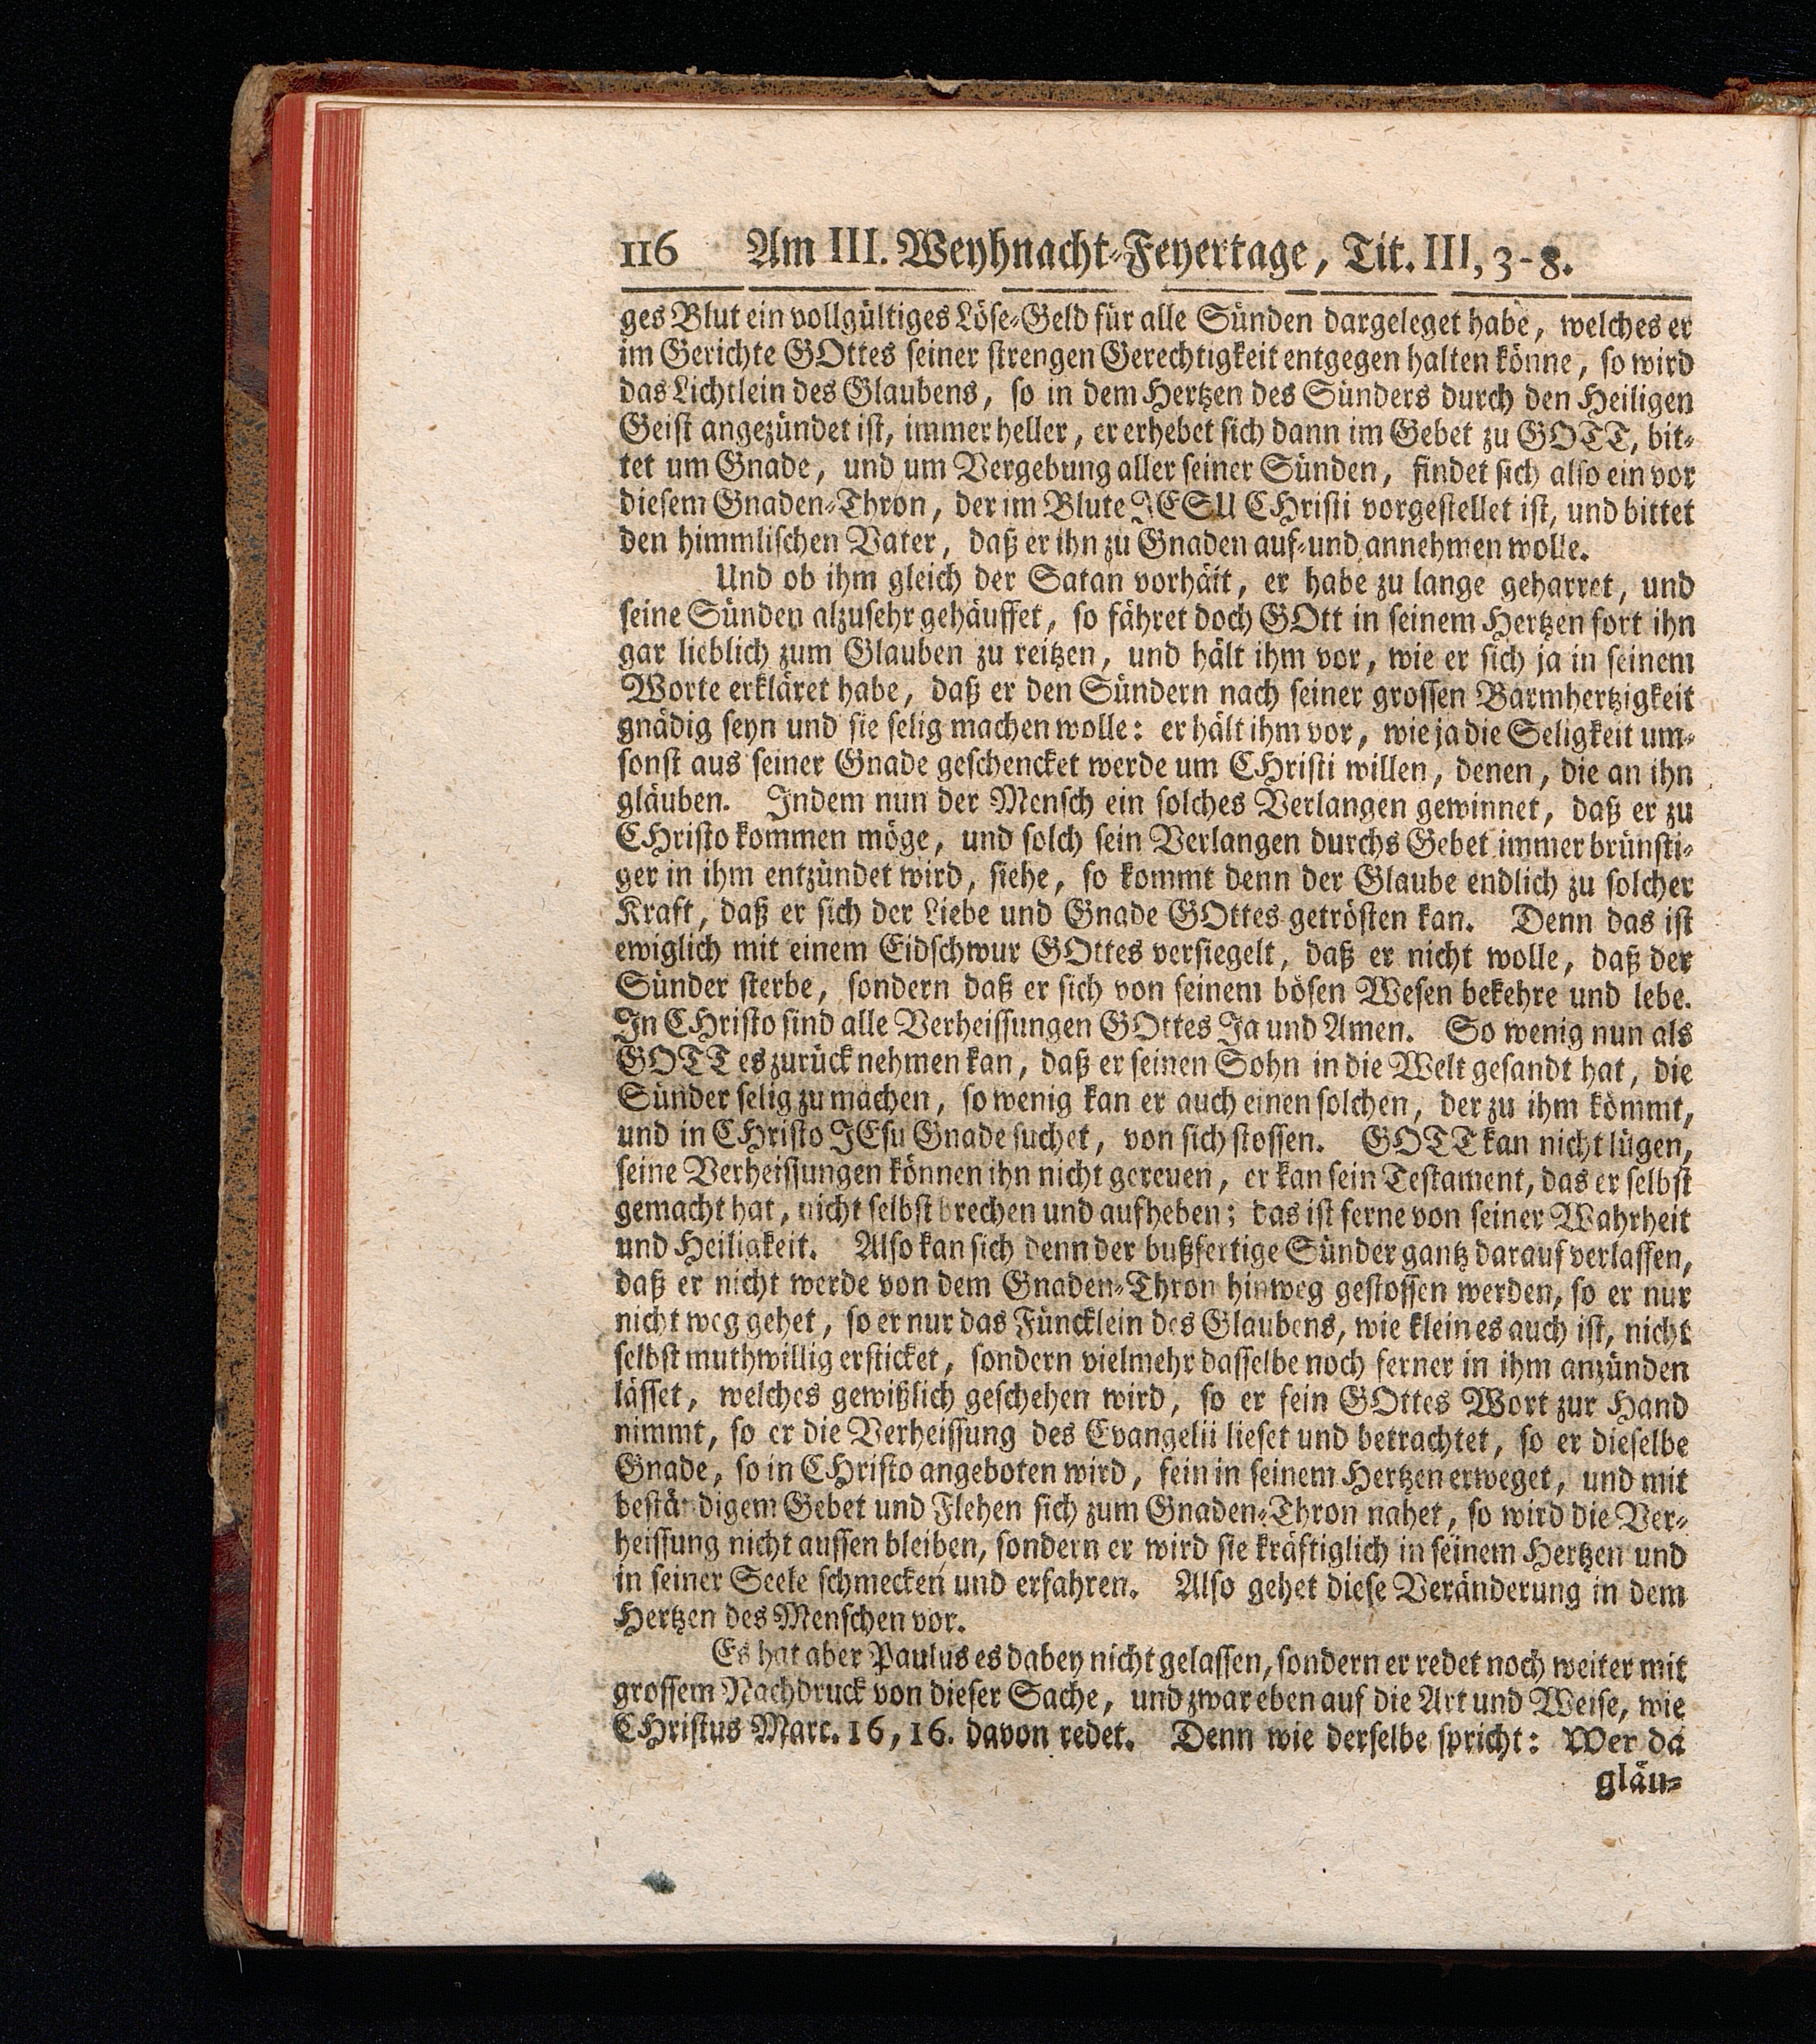 116 Am III. Weyhnacht-Feyertage, Tit. III, 3-8.
ges Blut ein vollgültiges Löse-Geld für alle Sünden dargeleget habe, welches er
im Gerichte GOttes seiner strengen Gerechtigkeit entgegen halten könne, so wird
das Lichtlein des Glaubens, so in dem Hertzen des Sünders durch den Heiligen
Geist angezündet ist, immer heller, er erhebet sich dann im Gebet zu GOTT, bit-
tet um Gnade, und um Vergebung aller seiner Sünden, findet sich also ein vor
diesem Gnaden-Thron, der im Blute JESU CHristi vorgestellet ist, und bittet
den himmlischen Vater, daß er ihn zu Gnaden auf-und annehmen wolle.
Und ob ihm gleich der Satan vorhält, er habe zu lange geharret, und
seine Sünden alzusehr gehäuffet, so fähret doch GOtt in seinem Hertzen fort ihn
gar lieblich zum Glauben zu reitzen, und hält ihm vor, wie er sich ja in seinem
Worte erkläret habe, daß er den Sündern nach seiner grossen Barmhertzigkeit
gnädig seyn und sie selig machen wolle: er hält ihm vor, wie ja die Seligkeit um-
sonst aus seiner Gnade geschencket werde um CHristi willen, denen, die an ihn
gläuben. Indem nun der Mensch ein solches Verlangen gewinnet, daß er zu
CHristo kommen möge, und solch sein Verlangen durchs Gebet immer brünsti-
ger in ihm entzündet wird, siehe, so kommt denn der Glaube endlich zu solcher
Kraft, daß er sich der Liebe und Gnade GOttes getrösten kan. Denn das ist
ewiglich mit einem Eidschwur GOttes versiegelt, daß er nicht wolle, daß der
Sünder sterbe, sondern daß er sich von seinem bösen Wesen bekehre und lebe.
In CHristo sind alle Verheissungen GOttes Ja und Amen. So wenig nun als
GOTT es zurück nehmen kan, daß er seinen Sohn in die Welt gesandt hat, die
Sünder selig zu machen, so wenig kan er auch einen solchen, der zu ihm kömmt,
und in CHristo JEsu Gnade suchet, von sich stossen. GOTT kan nicht lügen,
seine Verheissungen können ihn nicht gereuen, er kan sein Testament, das er selbst
gemacht hat, nicht selbst brechen und aufheben; das ist ferne von seiner Wahrheit
und Heiligkeit. Also kan sich denn der bußfertige Sünder gantz darauf verlassen,
daß er nicht werde von dem Gnaden-Thron hinweg gestossen werden, so er nur
nicht weg gehet, so er nur das Füncklein des Glaubens, wie klein es auch ist, nicht
selbst muthwillig ersticket, sondern vielmehr dasselbe noch ferner in ihm anzünden
lässet, welches gewißlich geschehen wird, so er fein GOttes Wort zur Hand
nimmt, so er die Verheissung des Evangelii lieset und betrachtet, so er dieselbe
Gnade, so in CHristo angeboten wird, fein in seinem Hertzen erweget, und mit
beständigem Gebet und Flehen sich zum Gnaden-Thron nahet, so wird die Ver-
heissung nicht aussen bleiben, sondern er wird sie kräftiglich in seinem Hertzen und
in seiner Seele schmecken und erfahren. Also gehet diese Veränderung in dem
Hertzen des Menschen vor.
Es hat aber Paulus es dabey nicht gelassen, sondern er redet noch weiter mit
grossem Nachdruck von dieser Sache, und zwar eben auf die Art und Weise, wie
CHristus Marc. 16, 16. davon redet. Denn wie derselbe spricht: Wer da
gläu-